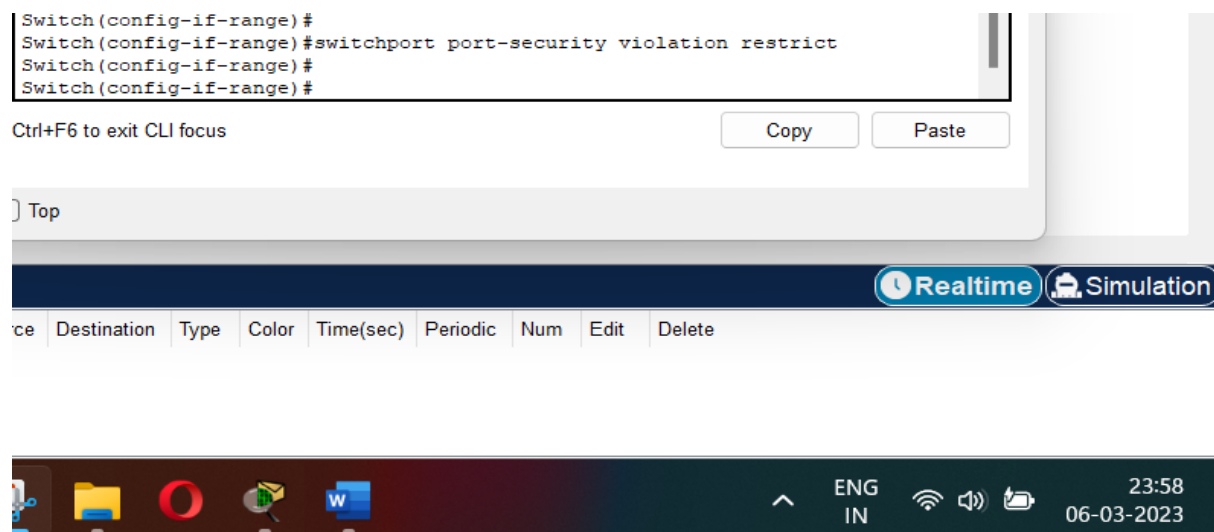 Switch(config-if-range)#
Switch(config-if-range)#switchport port-security violation restrict
Switch(config-if-range)#
Switch(config-if-range)#
Ctrl+F6 to exit CLI focus
Copy
Paste
Top
Realtime
Simulation
ce Destination Type Color Time(sec) Periodic Num Edit Delete
W
ENG
IN
23:58
06-03-2023